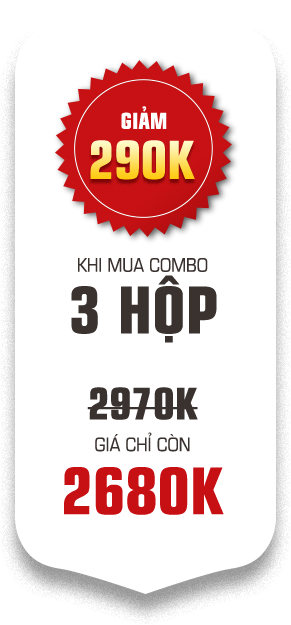 GIẢM
290K
KHI MUA COMBO
3 HỘP
2970K
GIÁ CHỈ CÒN
2680K